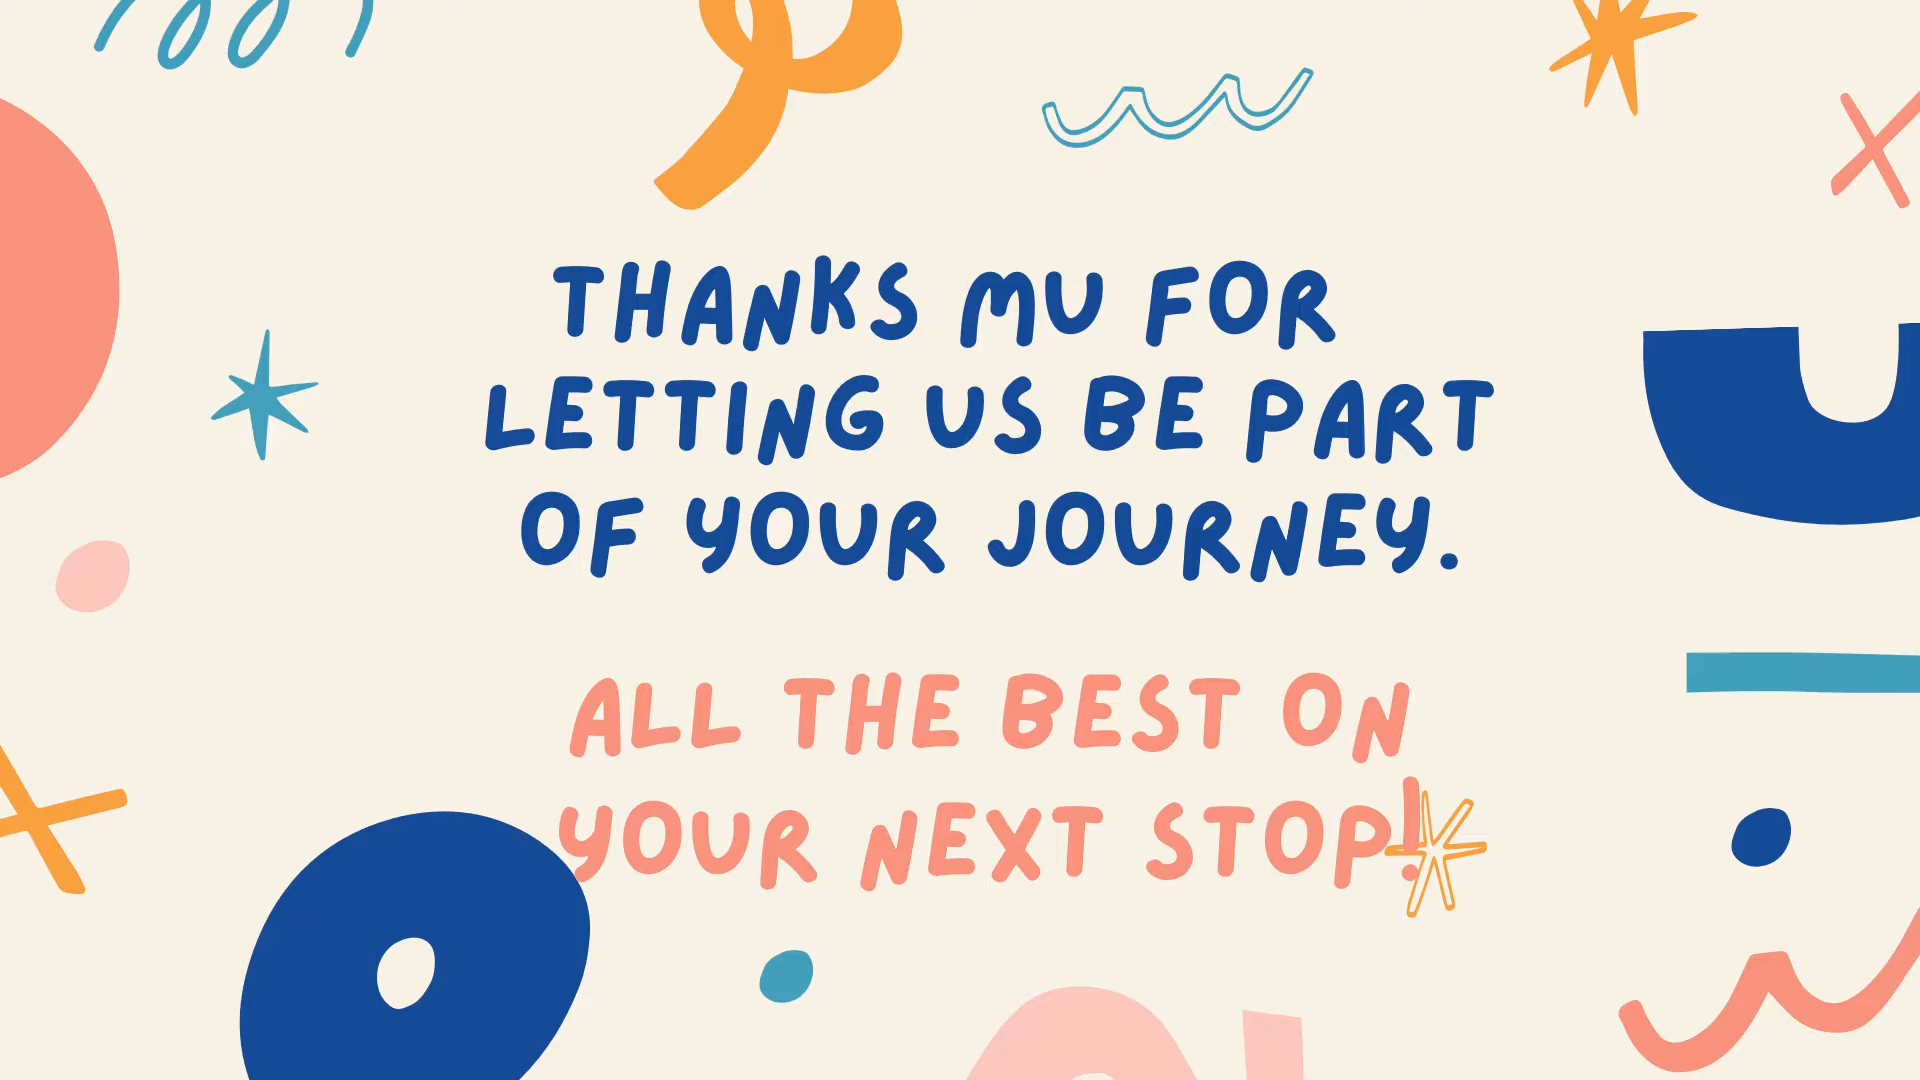 THANKS MU FOR
LETTING US BE PART
OF YOUR JOURNEY.
ALL THE BEST ON
YOUR NEXT STOP!